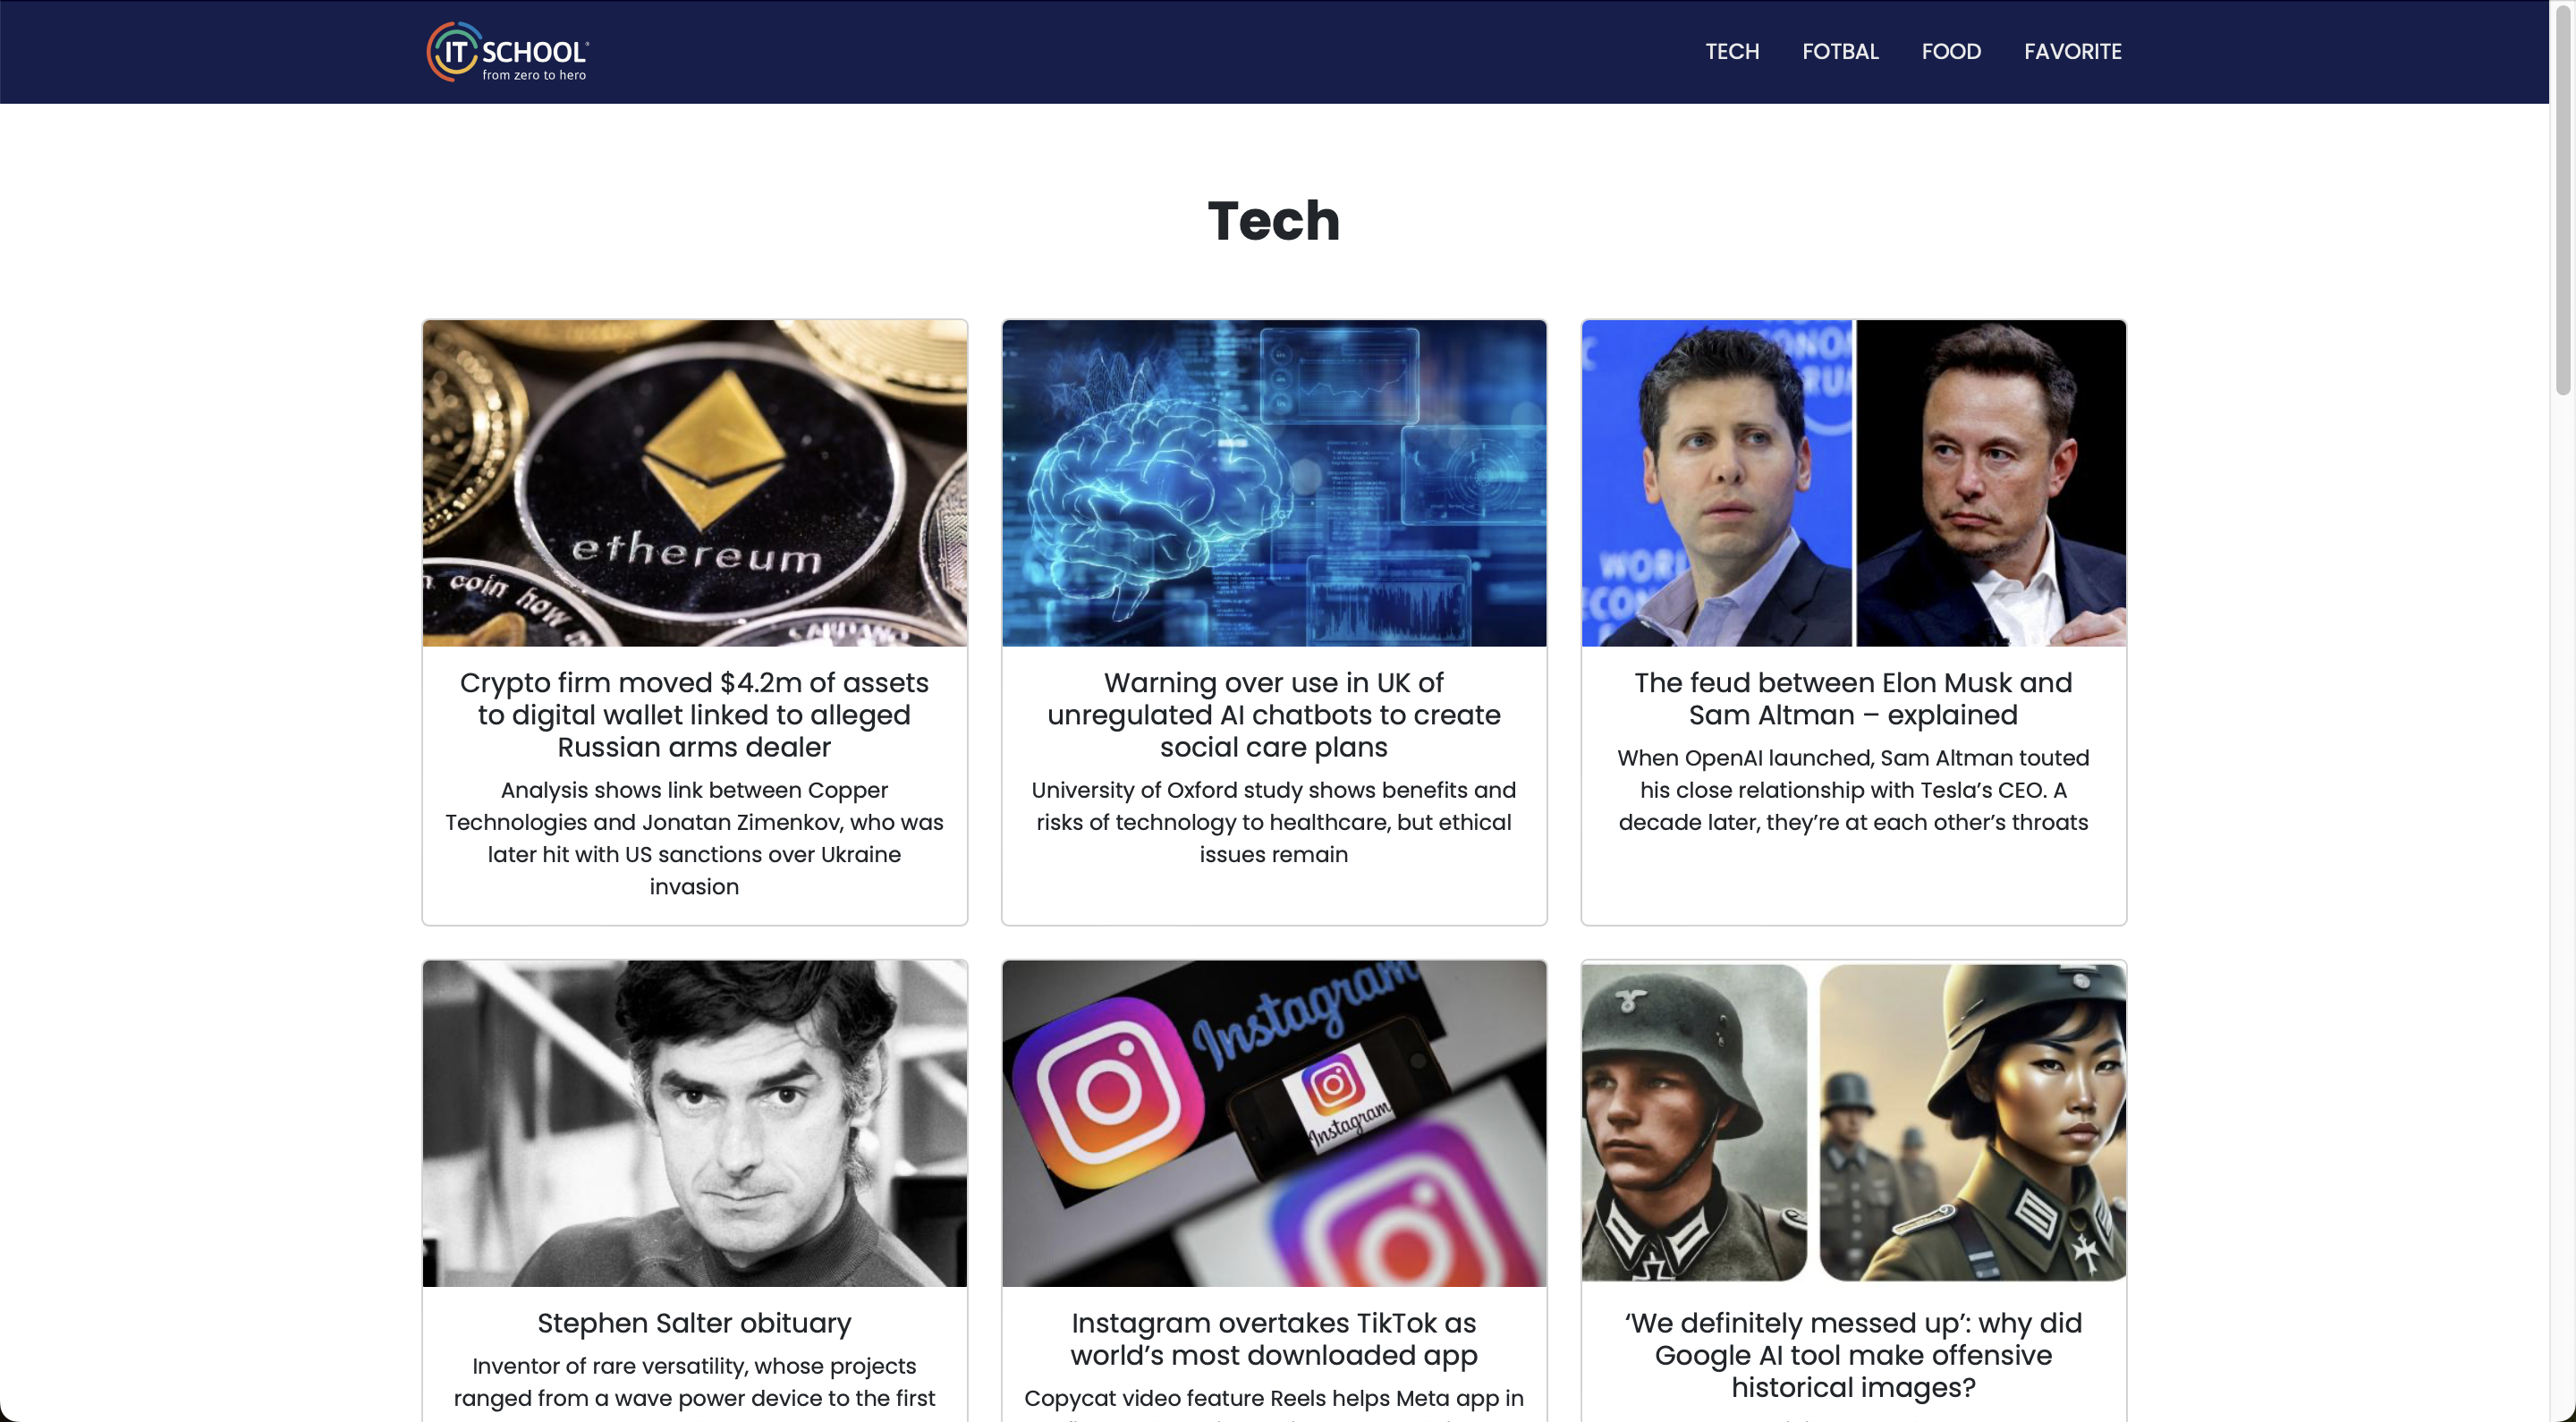 IT SCHOOL
from zero to hero
TECH FOTBAL FOOD FAVORITE
Tech
ethereum
coin how m
WORL
ECON
Crypto firm moved $4.2m of assets
to digital wallet linked to alleged
Russian arms dealer
Analysis shows link between Copper
Technologies and Jonatan Zimenkov, who was
later hit with US sanctions over Ukraine
invasion
Warning over use in UK of
unregulated AI chatbots to create
social care plans
University of Oxford study shows benefits and
risks of technology to healthcare, but ethical
issues remain
The feud between Elon Musk and
Sam Altman – explained
When OpenAI launched, Sam Altman touted
his close relationship with Tesla’s CEO. A
decade later, they’re at each other’s throats
Instagram
Instagram
Stephen Salter obituary
Inventor of rare versatility, whose projects
ranged from a wave power device to the first
Instagram overtakes TikTok as
world’s most downloaded app
Copycat video feature Reels helps Meta app in
‘We definitely messed up’: why did
Google AI tool make offensive
historical images?